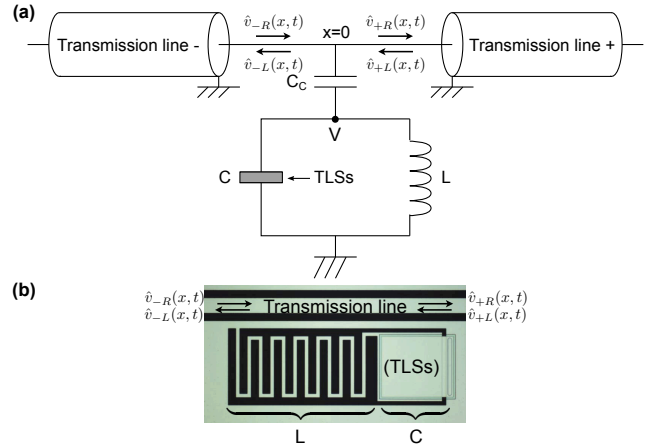 (a)
v̂₋R(x,t) x=0 v̂₊R(x,t)
Transmission line - Transmission line +
v̂₋L(x,t) v̂₊L(x,t)
C_C
V
C TLSs L
(b)
v̂₋R(x,t) Transmission line v̂₊R(x,t)
v̂₋L(x,t) v̂₊L(x,t)
(TLSs)
L C